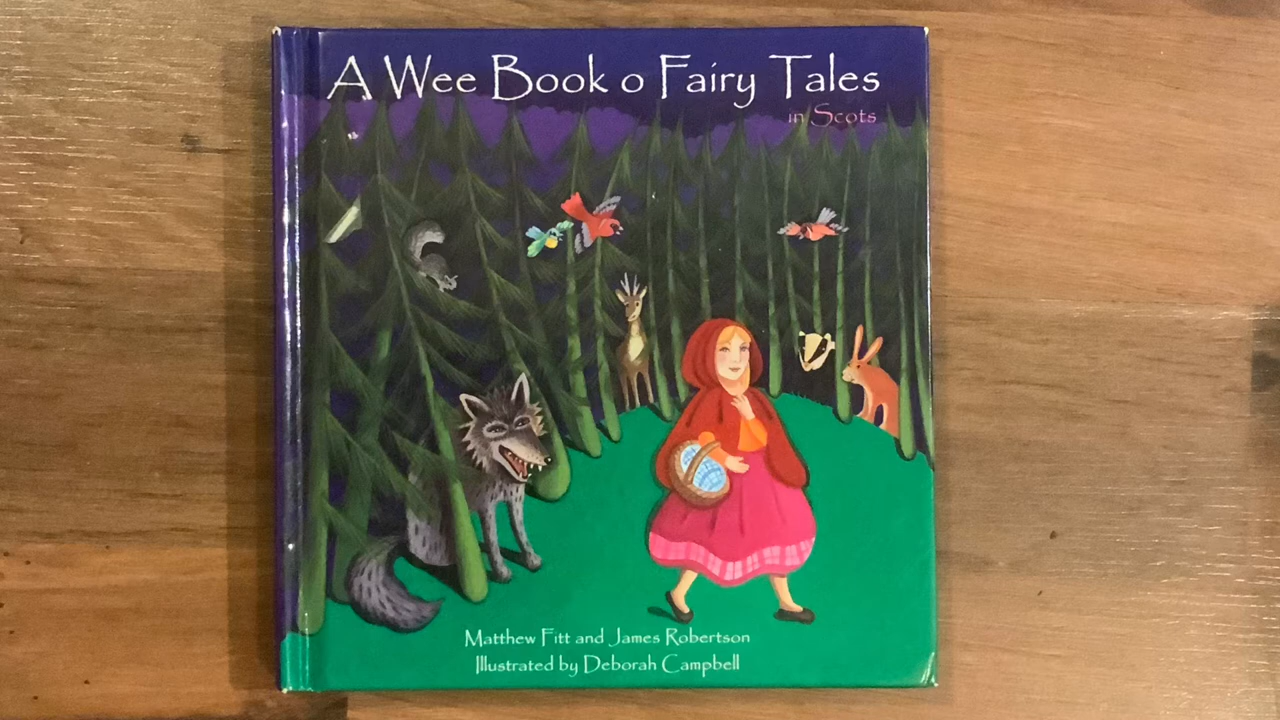 A Wee Book o Fairy Tales
in Scots
Matthew Fitt and James Robertson
Illustrated by Deborah Campbell